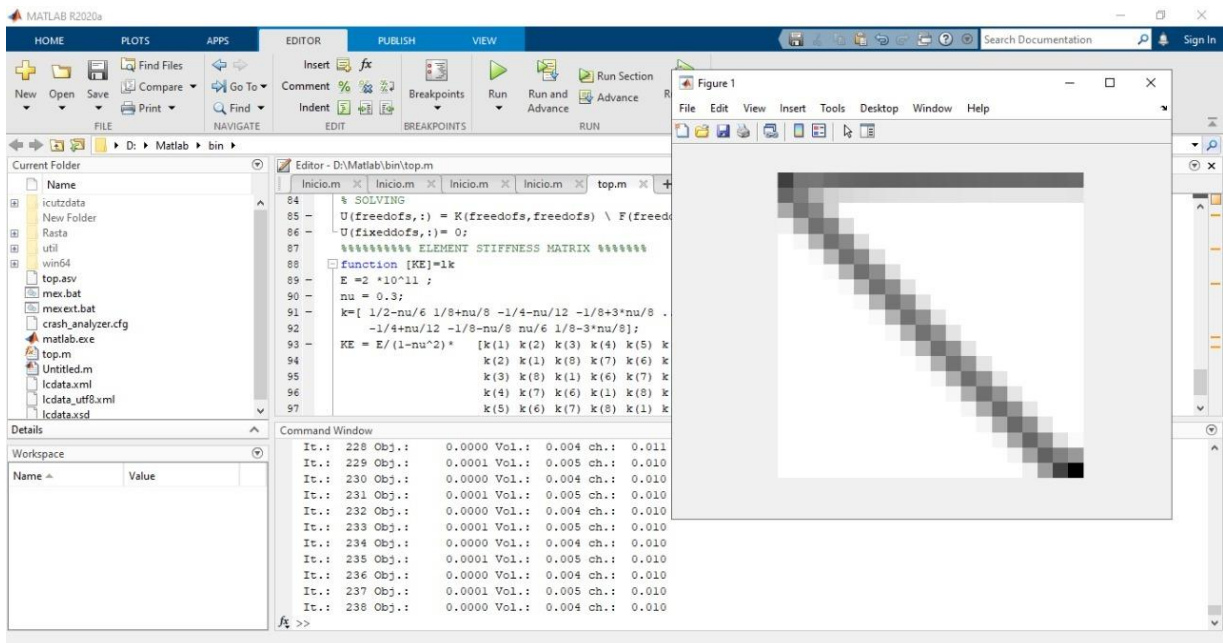 MATLAB R2020a
HOME PLOTS APPS EDITOR PUBLISH VIEW Search Documentation Sign In
New Open Save Find Files Compare Print Go To Find Insert fx Comment Indent Breakpoints Run Run and Advance Run Section Advance R
FILE NAVIGATE EDIT BREAKPOINTS RUN
D: Matlab bin
Current Folder
Name
icutzdata
New Folder
Rasta
util
win64
top.asv
mex.bat
mexext.bat
crash_analyzer.cfg
matlab.exe
top.m
Untitled.m
lcdata.xml
lcdata_utf8.xml
lcdata.xsd
Details
Workspace
Name Value
Editor - D:\Matlab\bin\top.m
Inicio.m Inicio.m Inicio.m Inicio.m top.m +
84 % SOLVING
85 - U(freedofs,:) = K(freedofs,freedofs) \ F(freedo
86 - U(fixeddofs,:)= 0;
87 %%%%%%%%%% ELEMENT STIFFNESS MATRIX %%%%%%%
88 function [KE]=lk
89 - E =2 *10^11 ;
90 - nu = 0.3;
91 - k=[ 1/2-nu/6 1/8+nu/8 -1/4-nu/12 -1/8+3*nu/8 ..
92 -1/4+nu/12 -1/8-nu/8 nu/6 1/8-3*nu/8];
93 - KE = E/(1-nu^2)* [k(1) k(2) k(3) k(4) k(5) k
94 k(2) k(1) k(8) k(7) k(6) k
95 k(3) k(8) k(1) k(6) k(7) k
96 k(4) k(7) k(6) k(1) k(8) k
97 k(5) k(6) k(7) k(8) k(1) k
Command Window
It.: 228 Obj.: 0.0000 Vol.: 0.004 ch.: 0.011
It.: 229 Obj.: 0.0001 Vol.: 0.005 ch.: 0.010
It.: 230 Obj.: 0.0000 Vol.: 0.004 ch.: 0.010
It.: 231 Obj.: 0.0001 Vol.: 0.005 ch.: 0.010
It.: 232 Obj.: 0.0000 Vol.: 0.004 ch.: 0.010
It.: 233 Obj.: 0.0001 Vol.: 0.005 ch.: 0.010
It.: 234 Obj.: 0.0000 Vol.: 0.004 ch.: 0.010
It.: 235 Obj.: 0.0001 Vol.: 0.005 ch.: 0.010
It.: 236 Obj.: 0.0000 Vol.: 0.004 ch.: 0.010
It.: 237 Obj.: 0.0001 Vol.: 0.005 ch.: 0.010
It.: 238 Obj.: 0.0000 Vol.: 0.004 ch.: 0.010
fx >>
Figure 1
File Edit View Insert Tools Desktop Window Help